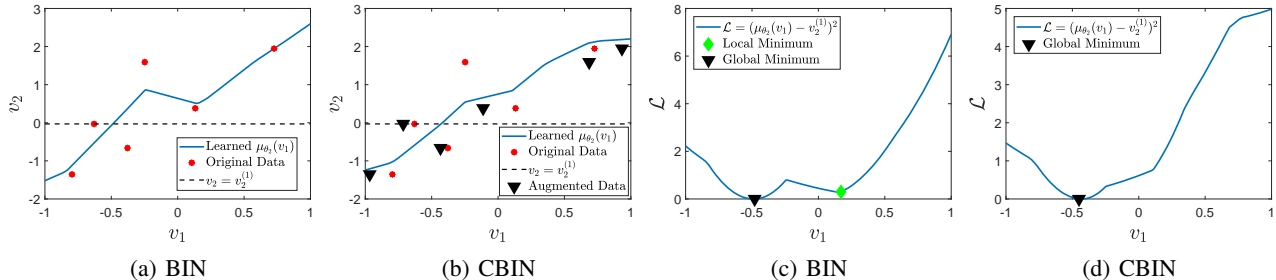 3
2
1
0
-1
-2
v₂
-1 -0.5 0 0.5 1
v₁
Learned μ_θ₂(v₁)
Original Data
v₂ = v₂^(1)
(a) BIN
3
2
1
0
-1
-2
v₂
-1 -0.5 0 0.5 1
v₁
Learned μ_θ₂(v₁)
Original Data
v₂ = v₂^(1)
Augmented Data
(b) CBIN
8
6
4
2
0
ℒ
-1 -0.5 0 0.5 1
v₁
ℒ = (μ_θ₂(v₁) − v₂^(1))²
Local Minimum
Global Minimum
(c) BIN
5
4
3
2
1
0
ℒ
-1 -0.5 0 0.5 1
v₁
ℒ = (μ_θ₂(v₁) − v₂^(1))²
Global Minimum
(d) CBIN